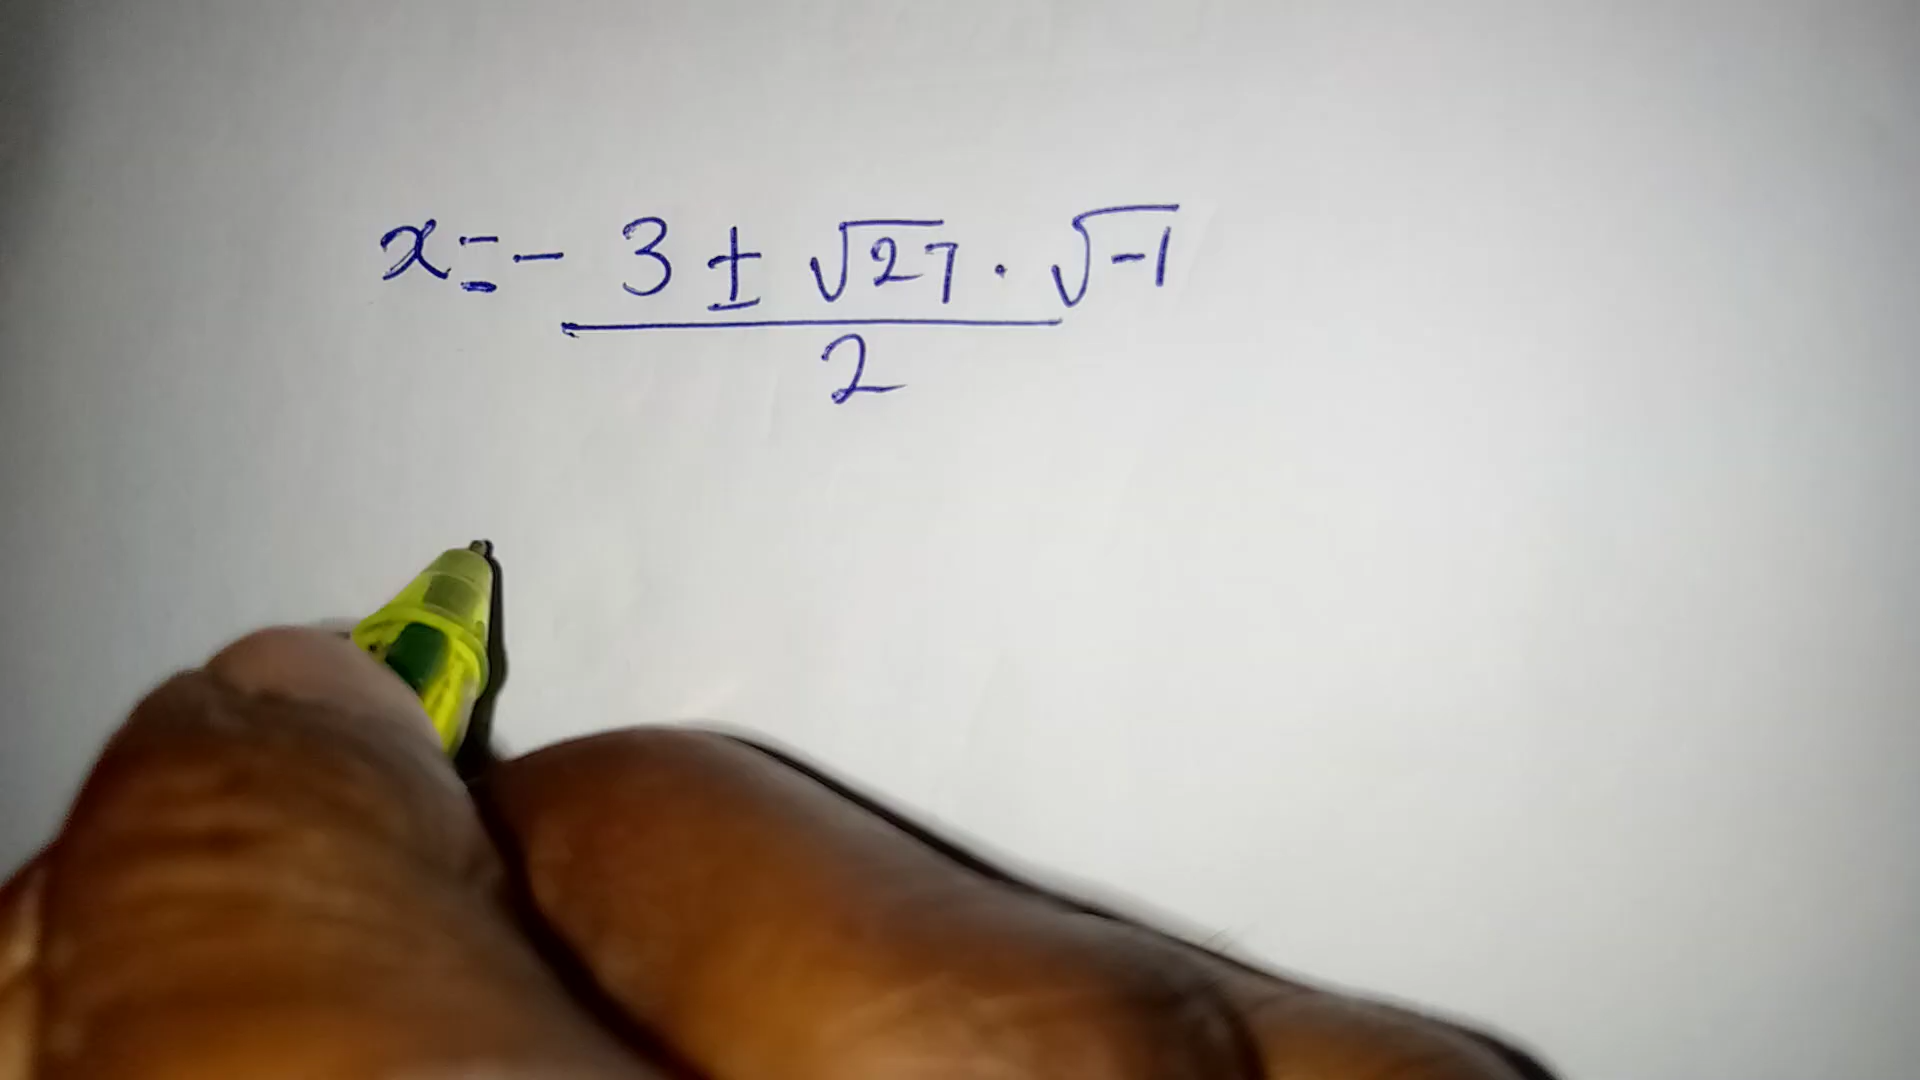 x = - 3 ± √27 · √-1
2